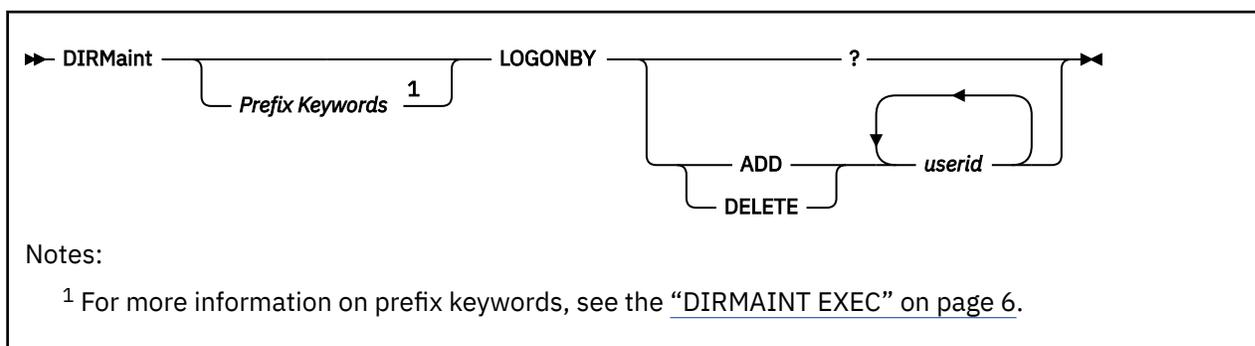 DIRMaint LOGONBY ?
Prefix Keywords 1
ADD userid
DELETE
Notes:
1 For more information on prefix keywords, see the “DIRMAINT EXEC” on page 6.